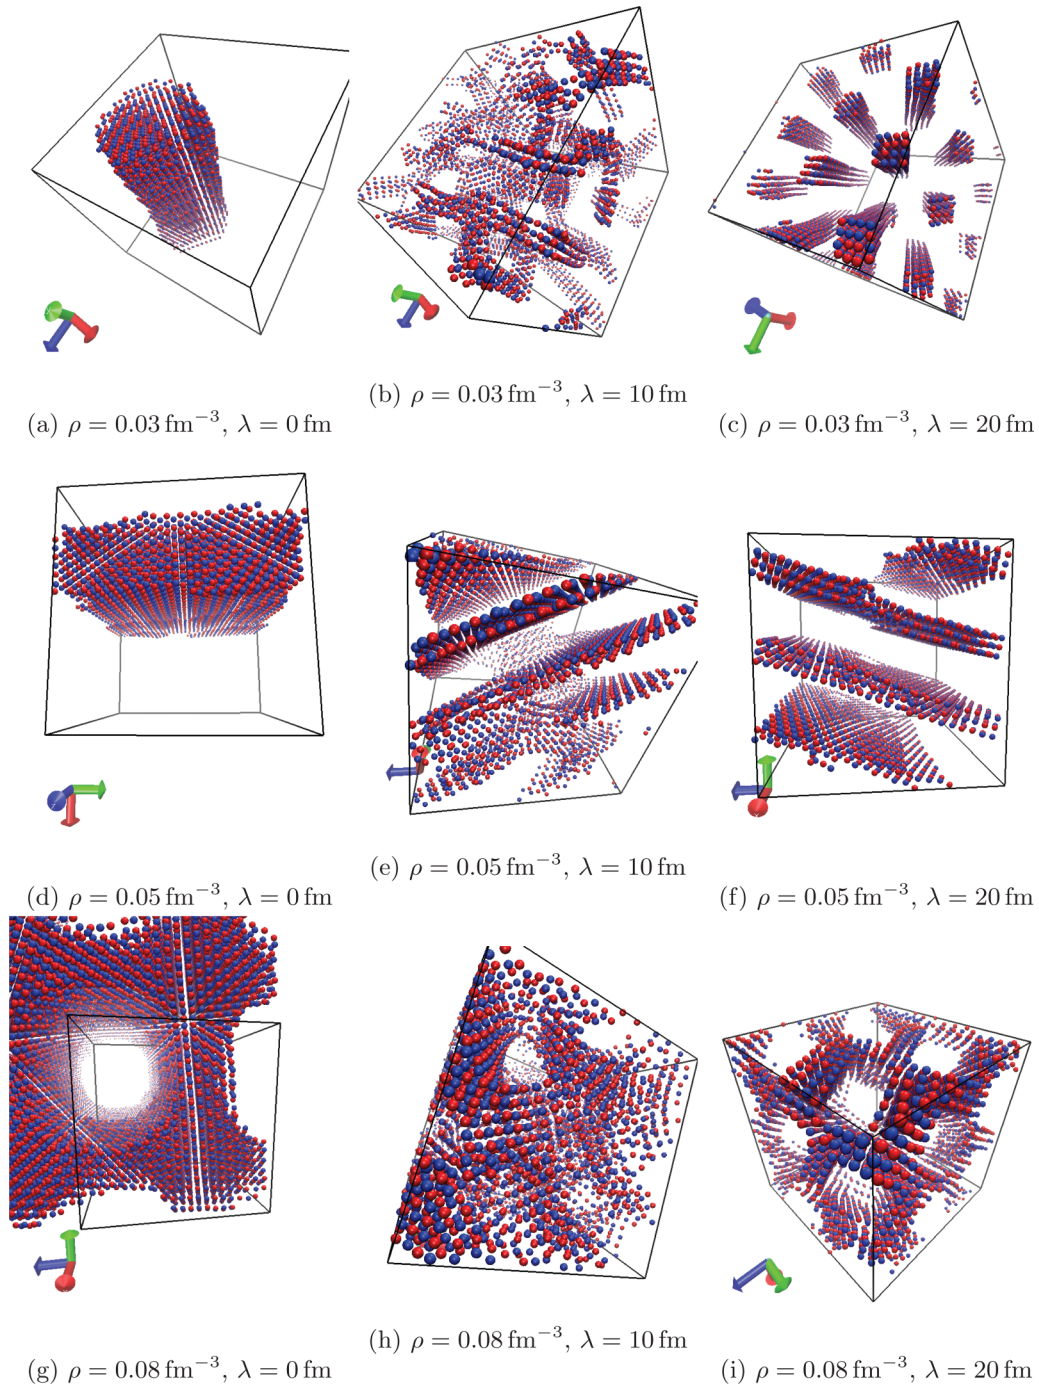 (a) ρ = 0.03 fm⁻³, λ = 0 fm
(b) ρ = 0.03 fm⁻³, λ = 10 fm
(c) ρ = 0.03 fm⁻³, λ = 20 fm
(d) ρ = 0.05 fm⁻³, λ = 0 fm
(e) ρ = 0.05 fm⁻³, λ = 10 fm
(f) ρ = 0.05 fm⁻³, λ = 20 fm
(g) ρ = 0.08 fm⁻³, λ = 0 fm
(h) ρ = 0.08 fm⁻³, λ = 10 fm
(i) ρ = 0.08 fm⁻³, λ = 20 fm